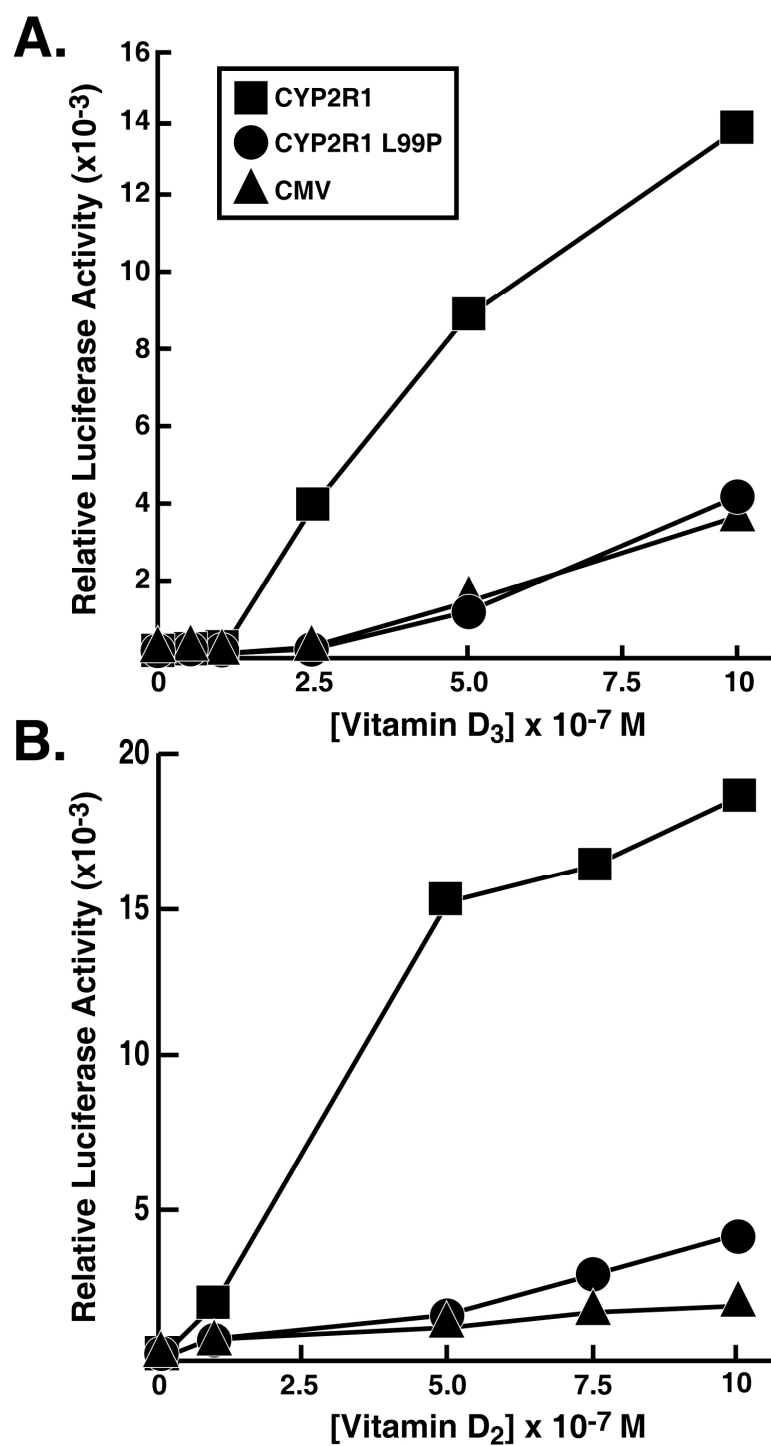 A.
Relative Luciferase Activity (x10-3)
16
14
12
10
8
6
4
2
CYP2R1
CYP2R1 L99P
CMV
0 2.5 5.0 7.5 10
[Vitamin D3] x 10-7 M
B.
Relative Luciferase Activity (x10-3)
20
15
10
5
0 2.5 5.0 7.5 10
[Vitamin D2] x 10-7 M